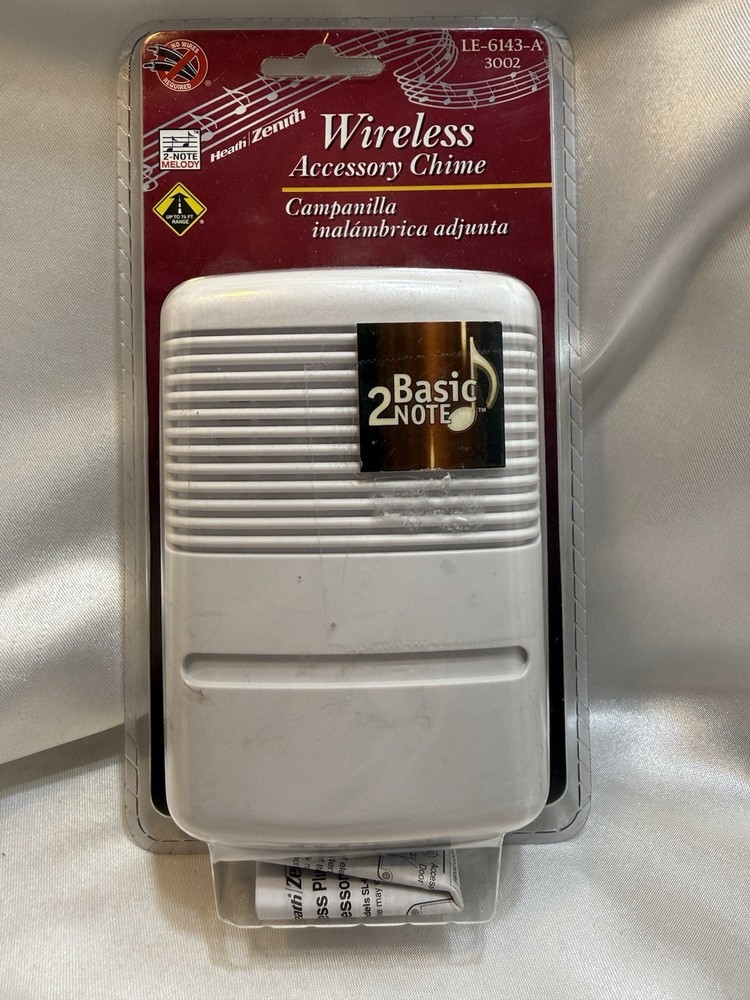 NO WIRES
REQUIRED
LE-6143-A
3002
2-NOTE
MELODY
Heath Zenith
Wireless
Accessory Chime
UP TO 75 FT
RANGE
Campanilla
inalámbrica adjunta
2 Basic
NOTE™